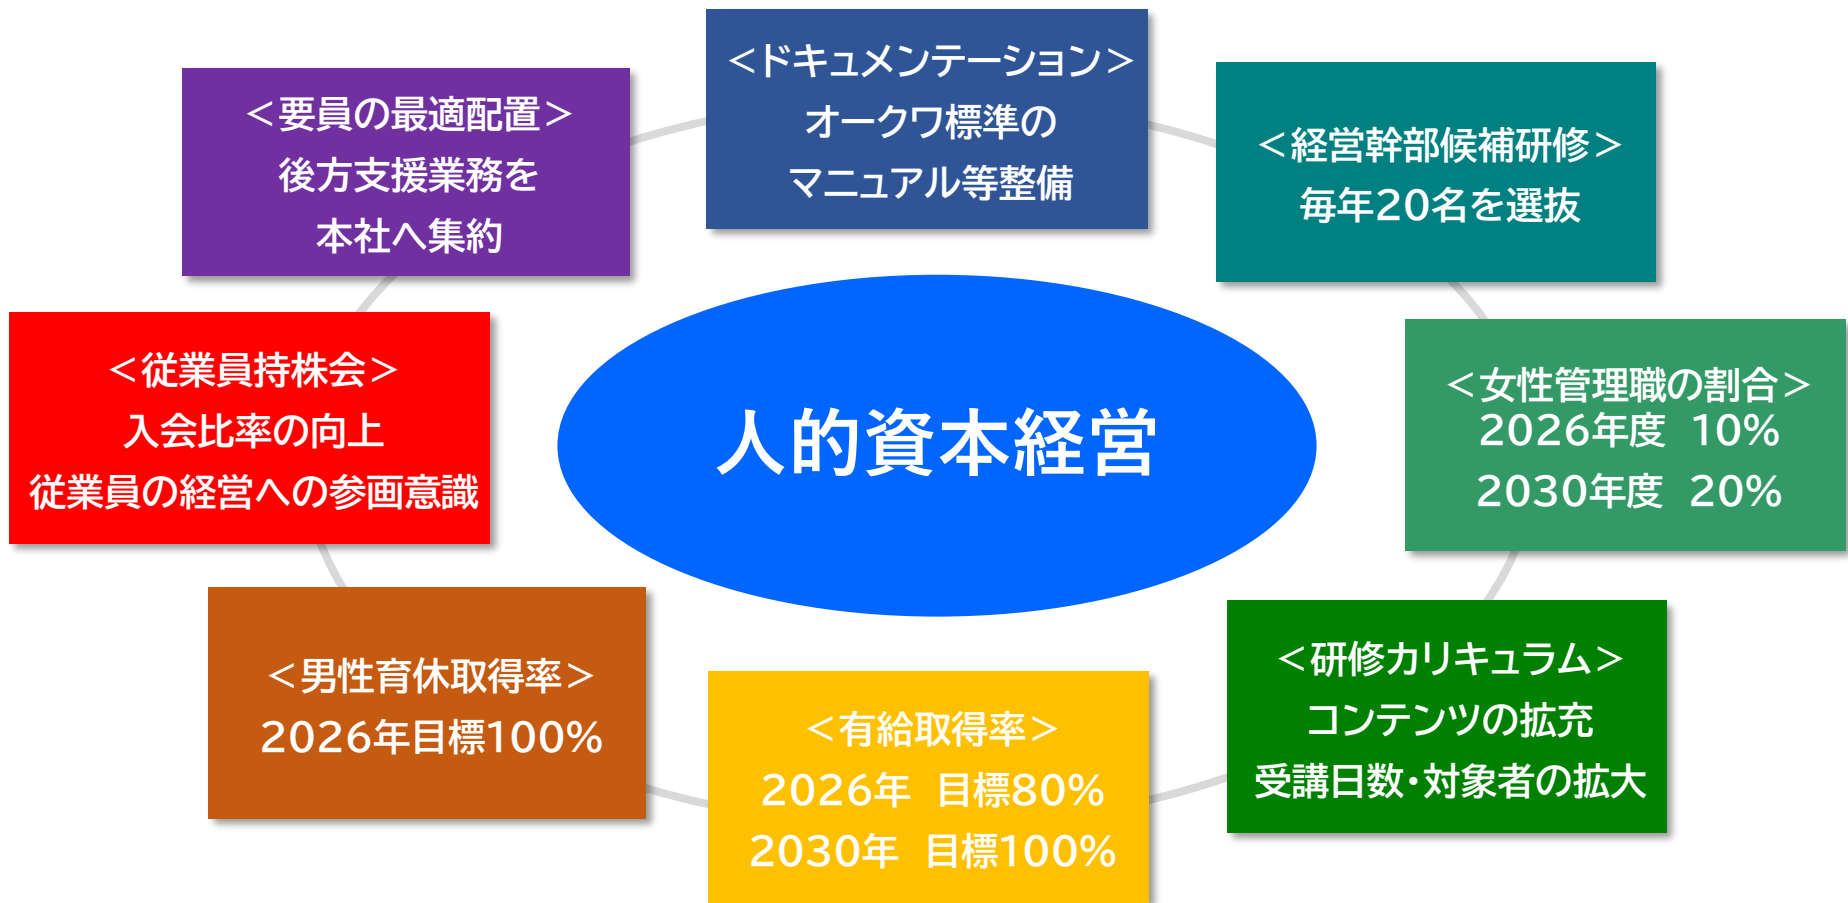 ＜ドキュメンテーション＞
オークワ標準の
マニュアル等整備
＜経営幹部候補研修＞
毎年20名を選抜
＜女性管理職の割合＞
2026年度　10%
2030年度　20%
＜研修カリキュラム＞
コンテンツの拡充
受講日数・対象者の拡大
＜有給取得率＞
2026年　目標80%
2030年　目標100%
＜男性育休取得率＞
2026年目標100%
＜従業員持株会＞
入会比率の向上
従業員の経営への参画意識
＜要員の最適配置＞
後方支援業務を
本社へ集約
人的資本経営